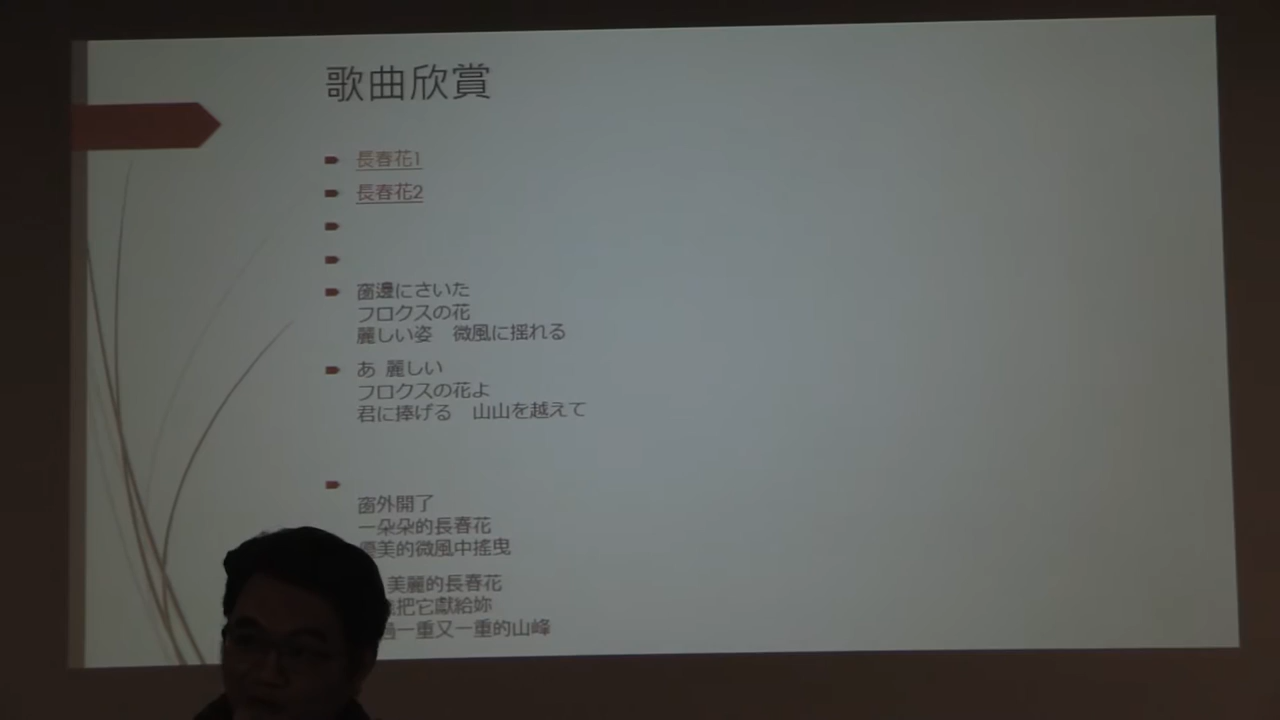 歌曲欣賞
長春花1
長春花2
窗邊にさいた
フロクスの花
麗しい姿　微風に揺れる
あ 麗しい
フロクスの花よ
君に捧げる　山山を越えて
窗外開了
一朵朵的長春花
美的微風中搖曳
美麗的長春花
把它獻給妳
過一重又一重的山峰